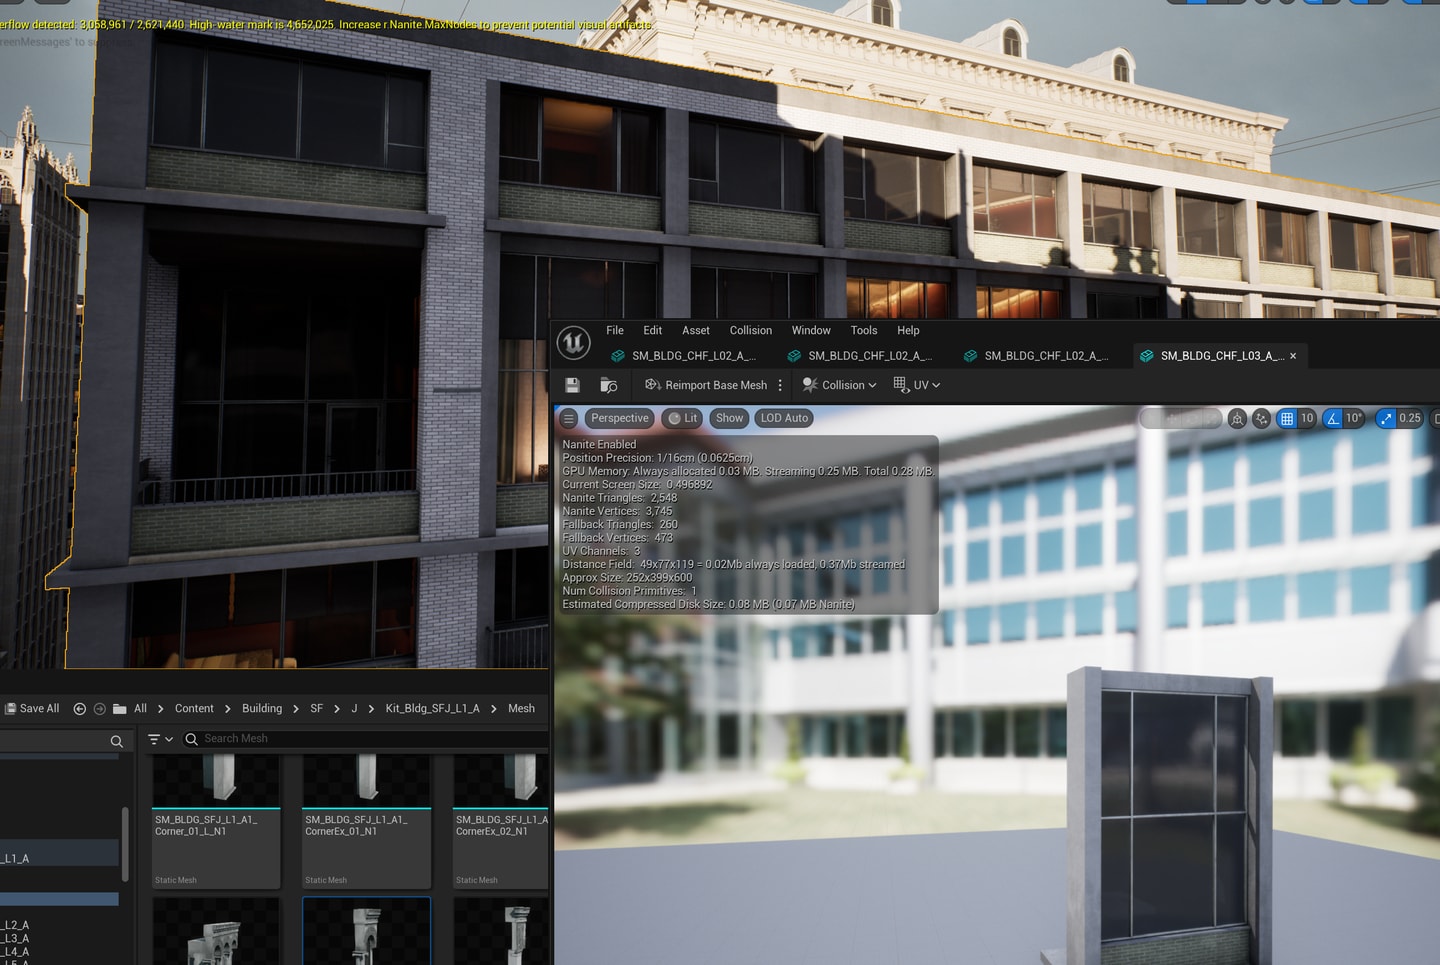 erflow detected: 3,058,961 / 2,621,440. High-water mark is 4,652,025. Increase r.Nanite.MaxNodes to prevent potential visual artifacts.
reenMessages' to
File Edit Asset Collision Window Tools Help
SM_BLDG_CHF_L02_A_... SM_BLDG_CHF_L02_A_... SM_BLDG_CHF_L02_A_... SM_BLDG_CHF_L03_A_...
Reimport Base Mesh Collision UV
Perspective Lit Show LOD Auto 10 10° 0.25
Nanite Enabled
Position Precision: 1/16cm (0.0625cm)
GPU Memory: Always allocated 0.03 MB. Streaming 0.25 MB. Total 0.28 MB.
Current Screen Size: 0.496892
Nanite Triangles: 2,548
Nanite Vertices: 3,745
Fallback Triangles: 260
Fallback Vertices: 473
UV Channels: 3
Distance Field: 49x77x119 = 0.02Mb always loaded, 0.37Mb streamed
Approx Size: 252x399x600
Num Collision Primitives: 1
Estimated Compressed Disk Size: 0.08 MB (0.07 MB Nanite)
Save All All Content Building SF J Kit_Bldg_SFJ_L1_A Mesh
Search Mesh
SM_BLDG_SFJ_L1_A1_
Corner_01_L_N1
Static Mesh
SM_BLDG_SFJ_L1_A1_
CornerEx_01_N1
Static Mesh
SM_BLDG_SFJ_L1_A
CornerEx_02_N1
Static Mesh
_L1_A
_L2_A
_L3_A
_L4_A